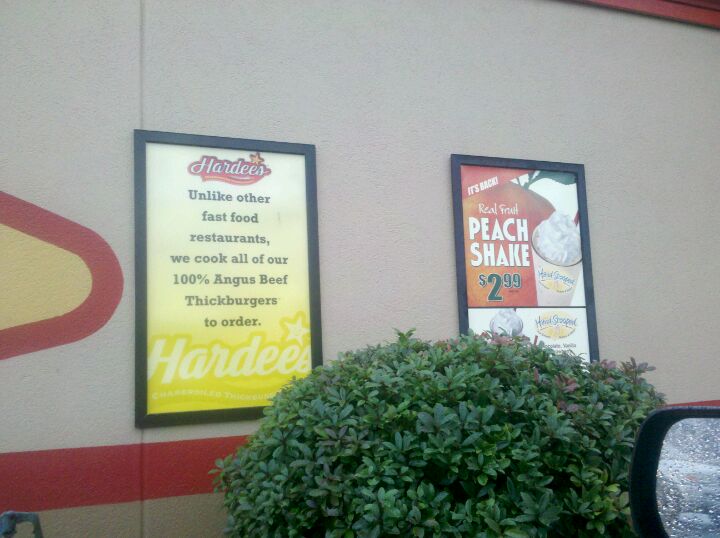 Hardee's
Unlike other
fast food
restaurants,
we cook all of our
100% Angus Beef
Thickburgers
to order.
Hardee's
IT'S BACK!
Real Fruit
PEACH
SHAKE
$2.99
Hand Scooped
Hand Scooped
Vanilla